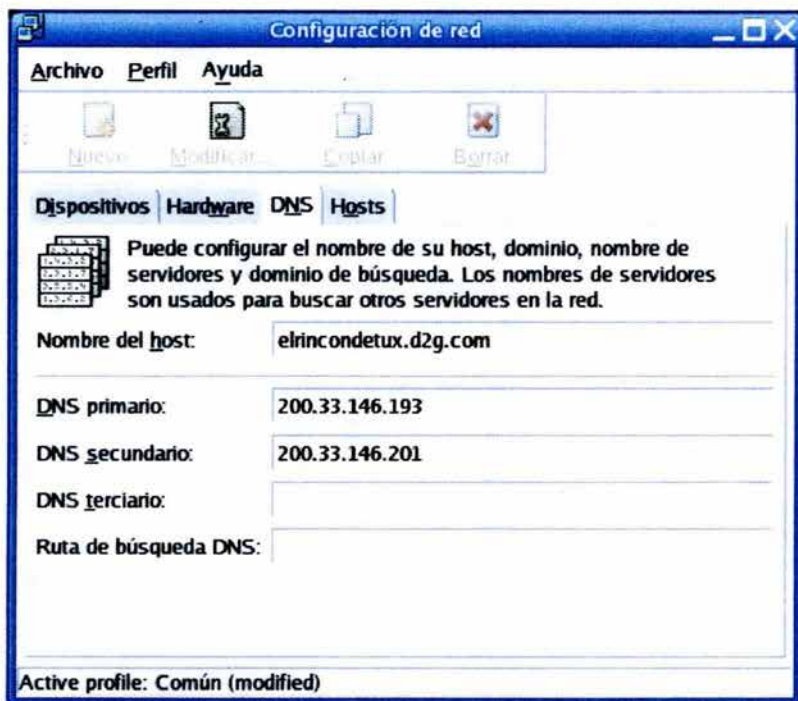 Configuración de red
Archivo Perfil Ayuda
Nuevo Modificar... Copiar Borrar
Dispositivos Hardware DNS Hosts
Puede configurar el nombre de su host, dominio, nombre de
servidores y dominio de búsqueda. Los nombres de servidores
son usados para buscar otros servidores en la red.
Nombre del host: elrincondetux.d2g.com
DNS primario: 200.33.146.193
DNS secundario: 200.33.146.201
DNS terciario:
Ruta de búsqueda DNS:
Active profile: Común (modified)